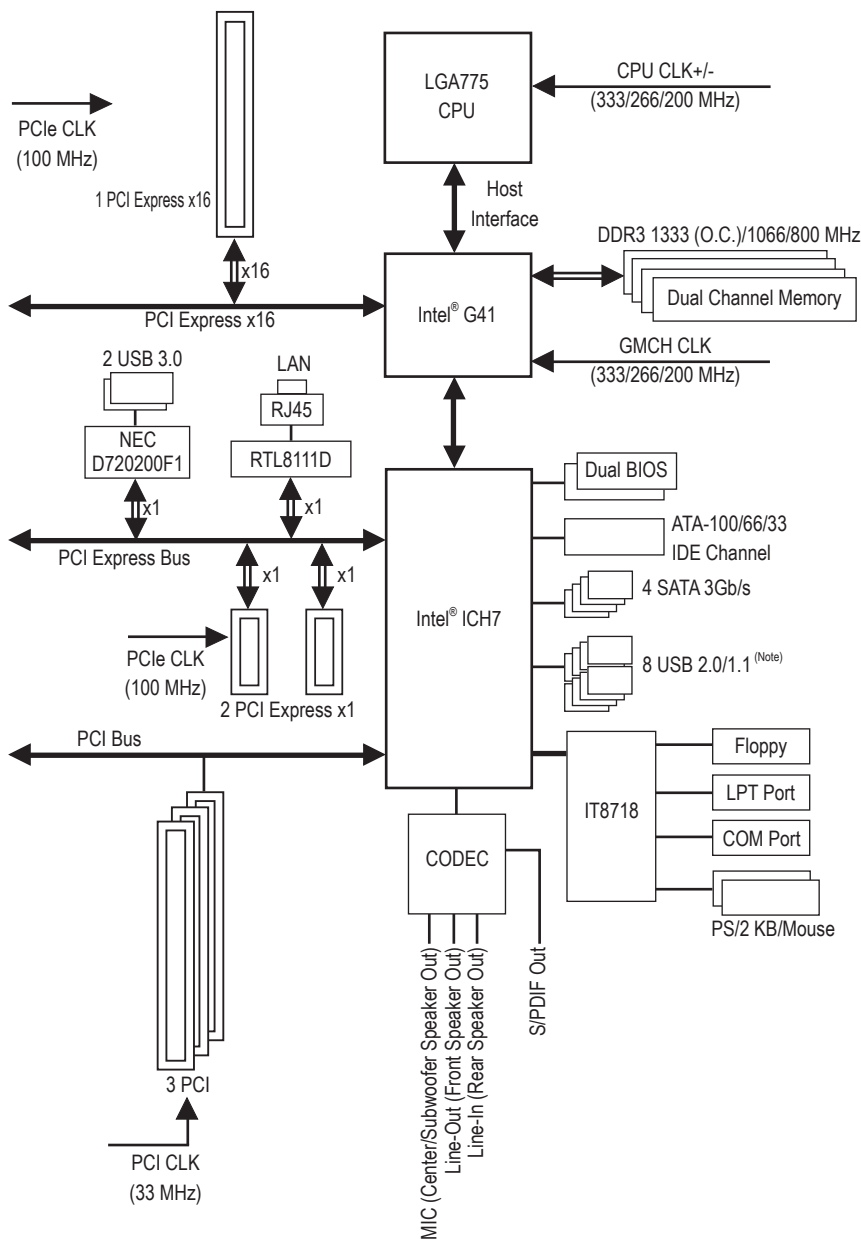 LGA775
CPU
CPU CLK+/-
(333/266/200 MHz)
PCIe CLK
(100 MHz)
1 PCI Express x16
Host
Interface
x16
DDR3 1333 (O.C.)/1066/800 MHz
Dual Channel Memory
PCI Express x16
Intel® G41
GMCH CLK
(333/266/200 MHz)
2 USB 3.0
LAN
RJ45
NEC
D720200F1
RTL8111D
x1
x1
PCI Express Bus
x1
x1
Dual BIOS
ATA-100/66/33
IDE Channel
4 SATA 3Gb/s
Intel® ICH7
8 USB 2.0/1.1 (Note)
PCIe CLK
(100 MHz)
2 PCI Express x1
PCI Bus
Floppy
LPT Port
IT8718
COM Port
PS/2 KB/Mouse
CODEC
MIC (Center/Subwoofer Speaker Out)
Line-Out (Front Speaker Out)
Line-In (Rear Speaker Out)
S/PDIF Out
3 PCI
PCI CLK
(33 MHz)